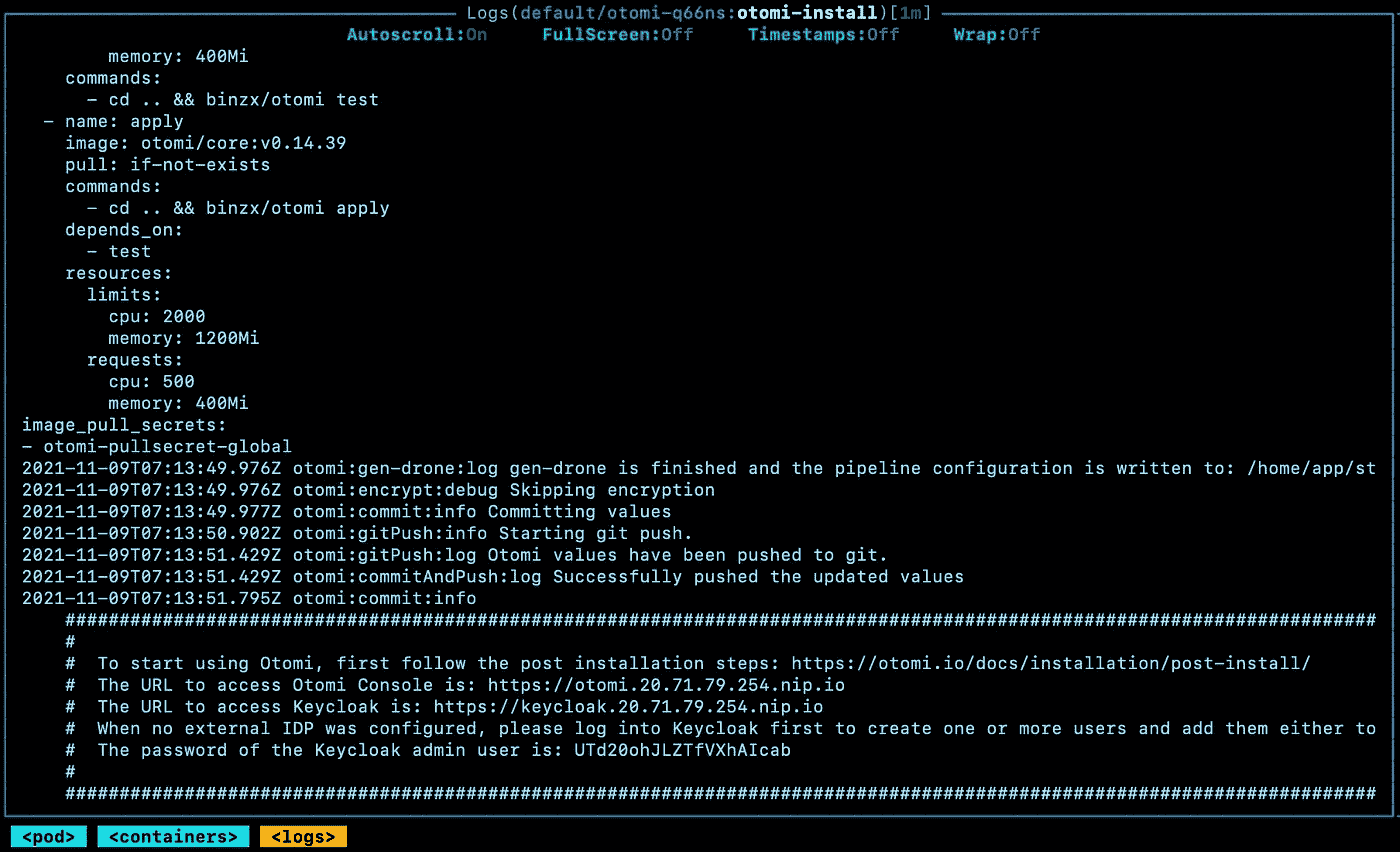 Logs(default/otomi-q66ns:otomi-install)[1m]
Autoscroll:On FullScreen:Off Timestamps:Off Wrap:Off
memory: 400Mi
commands:
- cd .. && binzx/otomi test
- name: apply
image: otomi/core:v0.14.39
pull: if-not-exists
commands:
- cd .. && binzx/otomi apply
depends_on:
- test
resources:
limits:
cpu: 2000
memory: 1200Mi
requests:
cpu: 500
memory: 400Mi
image_pull_secrets:
- otomi-pullsecret-global
2021-11-09T07:13:49.976Z otomi:gen-drone:log gen-drone is finished and the pipeline configuration is written to: /home/app/st
2021-11-09T07:13:49.976Z otomi:encrypt:debug Skipping encryption
2021-11-09T07:13:49.977Z otomi:commit:info Committing values
2021-11-09T07:13:50.902Z otomi:gitPush:info Starting git push.
2021-11-09T07:13:51.429Z otomi:gitPush:log Otomi values have been pushed to git.
2021-11-09T07:13:51.429Z otomi:commitAndPush:log Successfully pushed the updated values
2021-11-09T07:13:51.795Z otomi:commit:info
#########################################################################################################################
#
# To start using Otomi, first follow the post installation steps: https://otomi.io/docs/installation/post-install/
# The URL to access Otomi Console is: https://otomi.20.71.79.254.nip.io
# The URL to access Keycloak is: https://keycloak.20.71.79.254.nip.io
# When no external IDP was configured, please log into Keycloak first to create one or more users and add them either to
# The password of the Keycloak admin user is: UTd20ohJLZTfVXhAIcab
#
#########################################################################################################################
<pod> <containers> <logs>